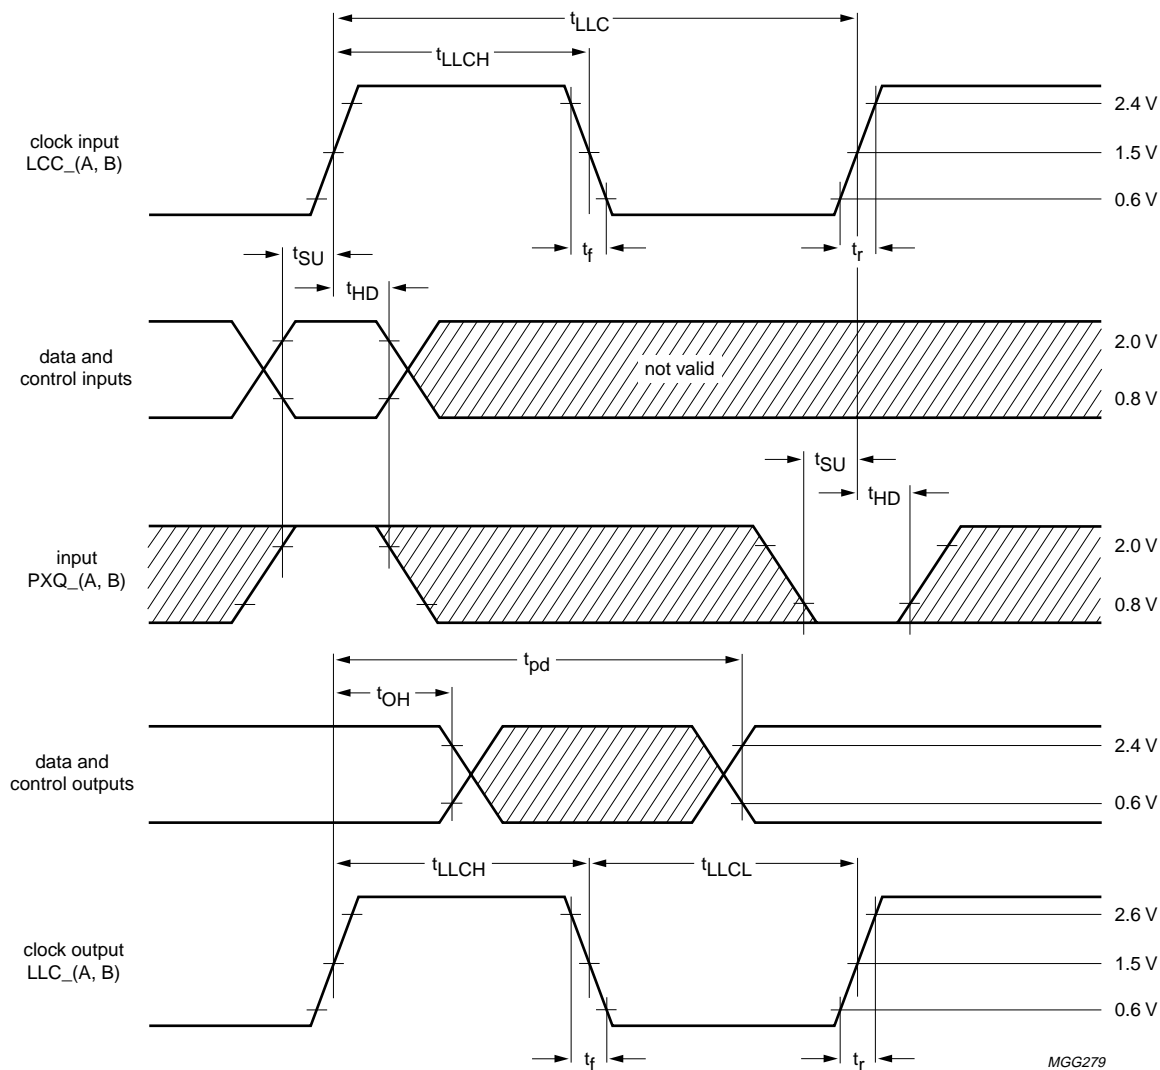 tLLC
tLLCH
clock input
LCC_(A, B)
2.4 V
1.5 V
0.6 V
tSU
tf
tr
tHD
data and
control inputs
not valid
2.0 V
0.8 V
tSU
tHD
input
PXQ_(A, B)
2.0 V
0.8 V
tpd
tOH
data and
control outputs
2.4 V
0.6 V
tLLCH
tLLCL
clock output
LLC_(A, B)
2.6 V
1.5 V
0.6 V
tf
tr
MGG279